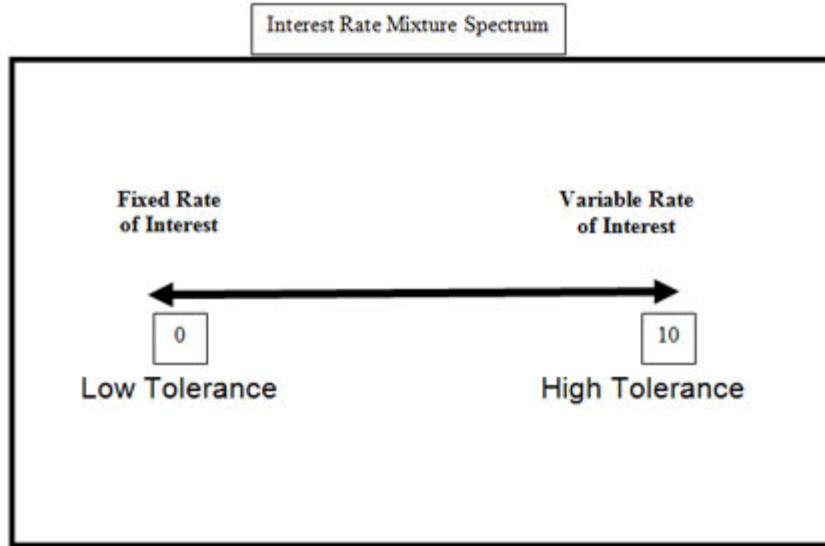 Interest Rate Mixture Spectrum
Fixed Rate
of Interest
Variable Rate
of Interest
0
10
Low Tolerance
High Tolerance